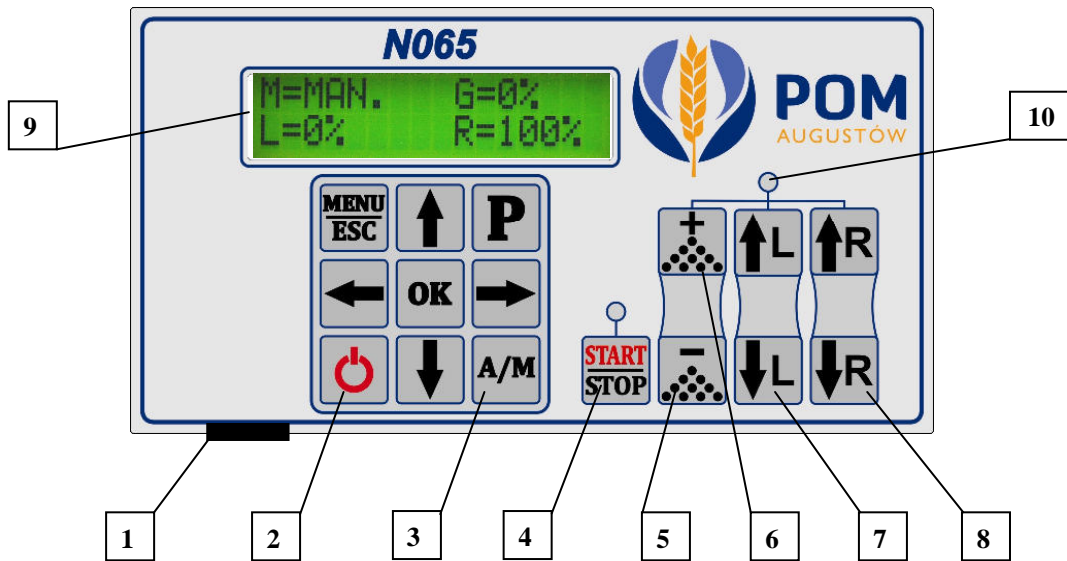 N065
M=MAN. G=0%
L=0% R=100%
POM
AUGUSTÓW
9
10
MENU
ESC
P
+
L
R
OK
A/M
START
STOP
−
L
R
1
2
3
4
5
6
7
8